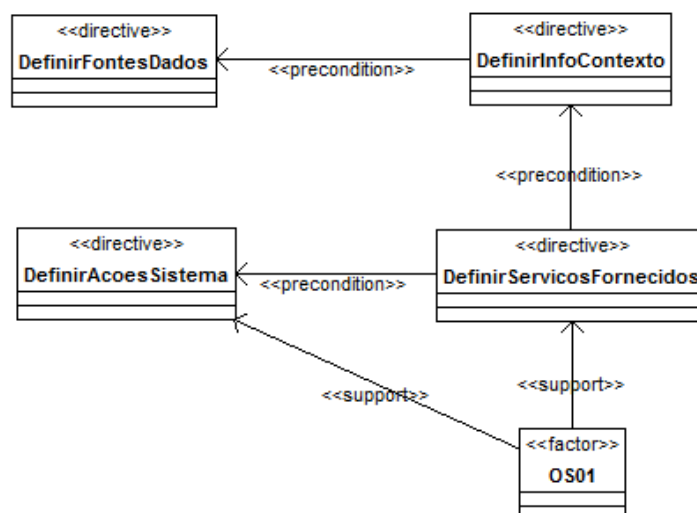 <<directive>>
DefinirFontesDados
<<precondition>>
<<directive>>
DefinirInfoContexto
<<precondition>>
<<directive>>
DefinirAcoesSistema
<<precondition>>
<<directive>>
DefinirServicosFornecidos
<<support>>
<<support>>
<<factor>>
OS01